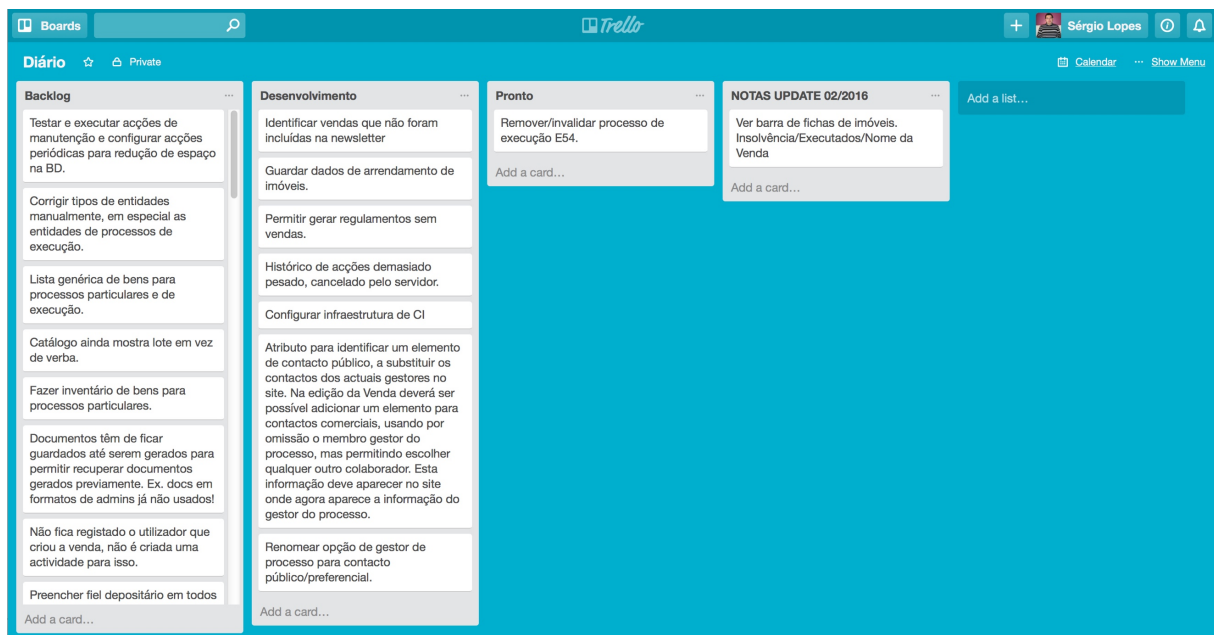 Boards
Trello
Sérgio Lopes
Diário
Private
Calendar
... Show Menu
Backlog
Testar e executar acções de
manutenção e configurar acções
periódicas para redução de espaço
na BD.
Corrigir tipos de entidades
manualmente, em especial as
entidades de processos de
execução.
Lista genérica de bens para
processos particulares e de
execução.
Catálogo ainda mostra lote em vez
de verba.
Fazer inventário de bens para
processos particulares.
Documentos têm de ficar
guardados até serem gerados para
permitir recuperar documentos
gerados previamente. Ex. docs em
formatos de admins já não usados!
Não fica registado o utilizador que
criou a venda, não é criada uma
actividade para isso.
Preencher fiel depositário em todos
Add a card...
Desenvolvimento
Identificar vendas que não foram
incluídas na newsletter
Guardar dados de arrendamento de
imóveis.
Permitir gerar regulamentos sem
vendas.
Histórico de acções demasiado
pesado, cancelado pelo servidor.
Configurar infraestrutura de CI
Atributo para identificar um elemento
de contacto público, a substituir os
contactos dos actuais gestores no
site. Na edição da Venda deverá ser
possível adicionar um elemento para
contactos comerciais, usando por
omissão o membro gestor do
processo, mas permitindo escolher
qualquer outro colaborador. Esta
informação deve aparecer no site
onde agora aparece a informação do
gestor do processo.
Renomear opção de gestor de
processo para contacto
público/preferencial.
Add a card...
Pronto
Remover/invalidar processo de
execução E54.
Add a card...
NOTAS UPDATE 02/2016
Ver barra de fichas de imóveis.
Insolvência/Executados/Nome da
Venda
Add a card...
Add a list...